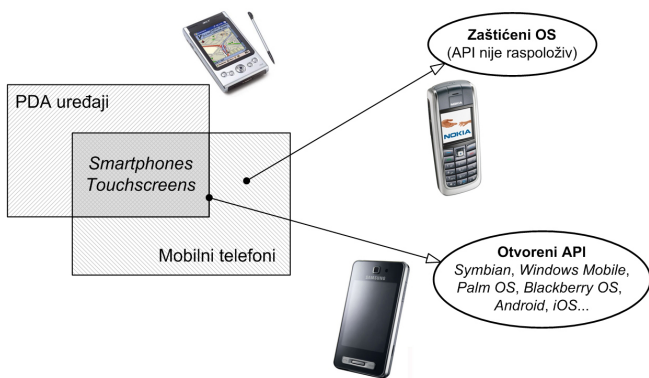 Zaštićeni OS
(API nije raspoloživ)
PDA uređaji
NOKIA
Smartphones
Touchscreens
Mobilni telefoni
Otvoreni API
Symbian, Windows Mobile,
Palm OS, Blackberry OS,
Android, iOS...
SAMSUNG